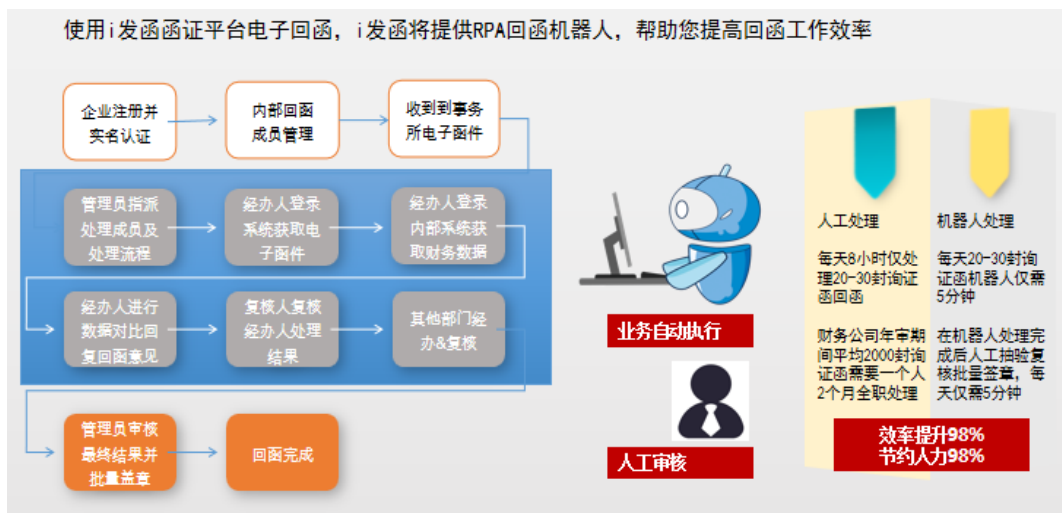 使用i发函函证平台电子回函，i发函将提供RPA回函机器人，帮助您提高回函工作效率
企业注册并
实名认证
内部回函
成员管理
收到到事务
所电子函件
管理员指派
处理成员及
处理流程
经办人登录
系统获取电
子函件
经办人登录
内部系统获
取财务数据
经办人进行
数据对比回
复回函意见
复核人复核
经办人处理
结果
其他部门经
办&复核
管理员审核
最终结果并
批量盖章
回函完成
业务自动执行
人工审核
人工处理
每天8小时仅处
理20-30封询证
函回函
财务公司年审期
间平均2000封询
证函需要一个人
2个月全职处理
机器人处理
每天20-30封询
证函机器人仅需
5分钟
在机器人处理完
成后人工抽验复
核批量签章，每
天仅需5分钟
效率提升98%
节约人力98%